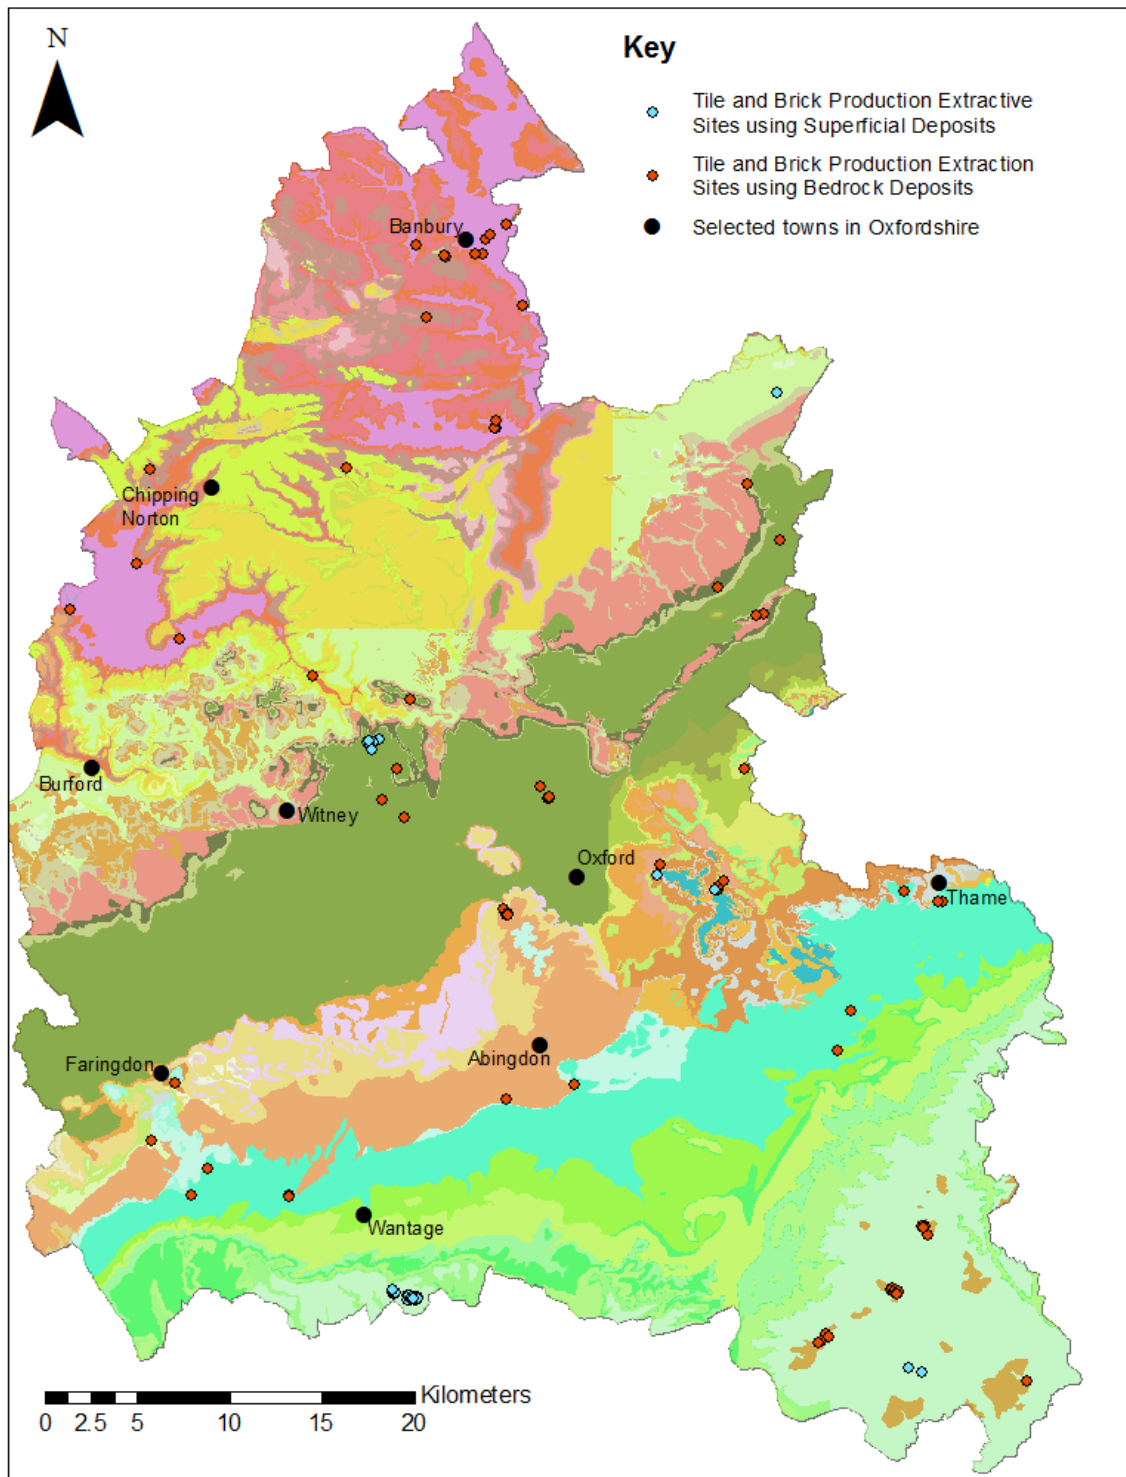 N
Key
Tile and Brick Production Extractive
Sites using Superficial Deposits
Tile and Brick Production Extraction
Sites using Bedrock Deposits
Selected towns in Oxfordshire
Banbury
Chipping
Norton
Burford
Witney
Oxford
Thame
Faringdon
Abingdon
Wantage
Kilometers
0 2.5 5 10 15 20